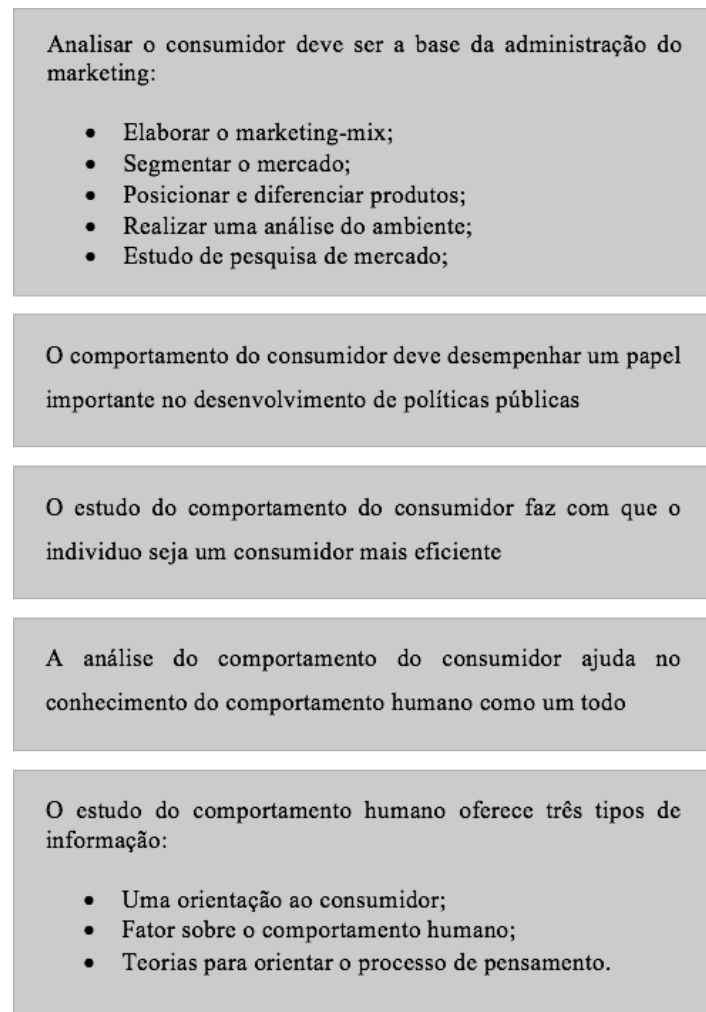 Analisar o consumidor deve ser a base da administração do
marketing:
• Elaborar o marketing-mix;
• Segmentar o mercado;
• Posicionar e diferenciar produtos;
• Realizar uma análise do ambiente;
• Estudo de pesquisa de mercado;
O comportamento do consumidor deve desempenhar um papel
importante no desenvolvimento de políticas públicas
O estudo do comportamento do consumidor faz com que o
individuo seja um consumidor mais eficiente
A análise do comportamento do consumidor ajuda no
conhecimento do comportamento humano como um todo
O estudo do comportamento humano oferece três tipos de
informação:
• Uma orientação ao consumidor;
• Fator sobre o comportamento humano;
• Teorias para orientar o processo de pensamento.